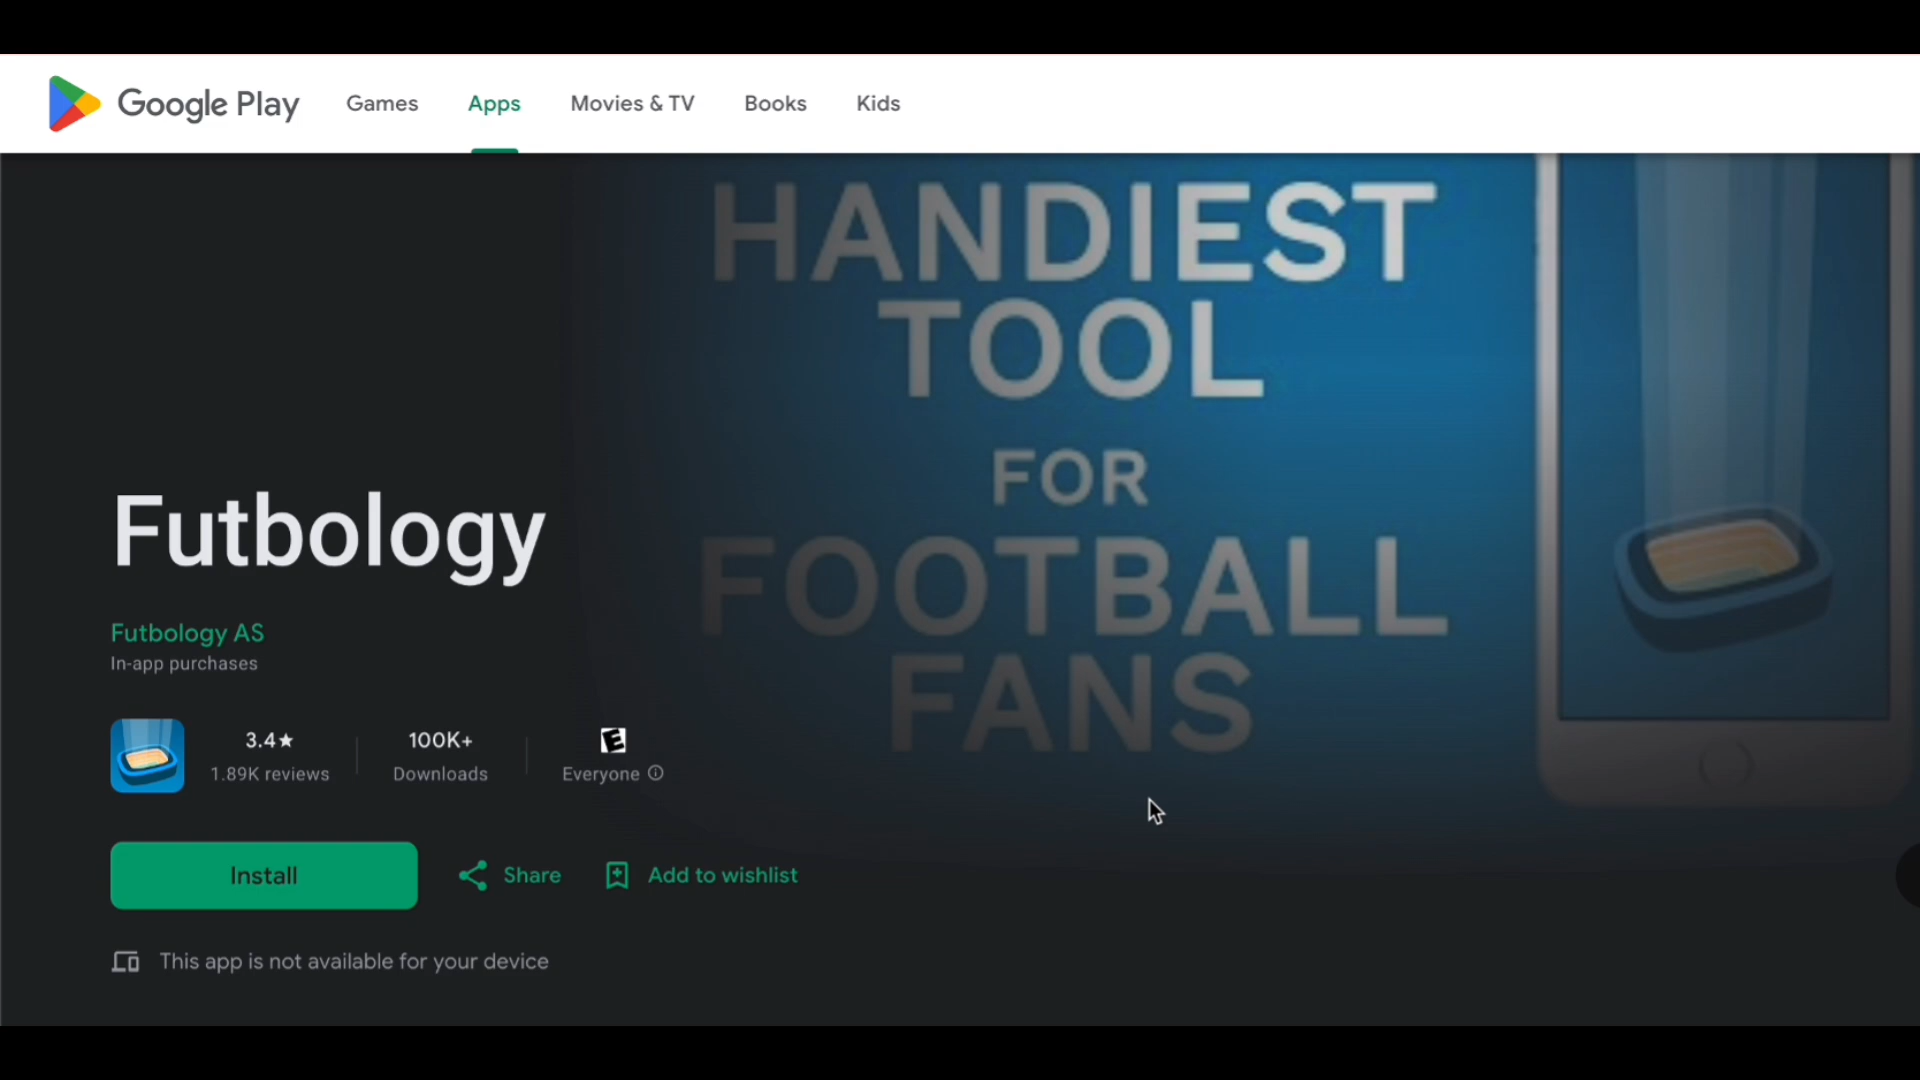 Google Play Games Apps Movies & TV Books Kids
HANDIEST
TOOL
FOR
FOOTBALL
FANS
Futbology
Futbology AS
In-app purchases
3.4★ 100K+ E
1.89K reviews Downloads Everyone
Install Share Add to wishlist
This app is not available for your device